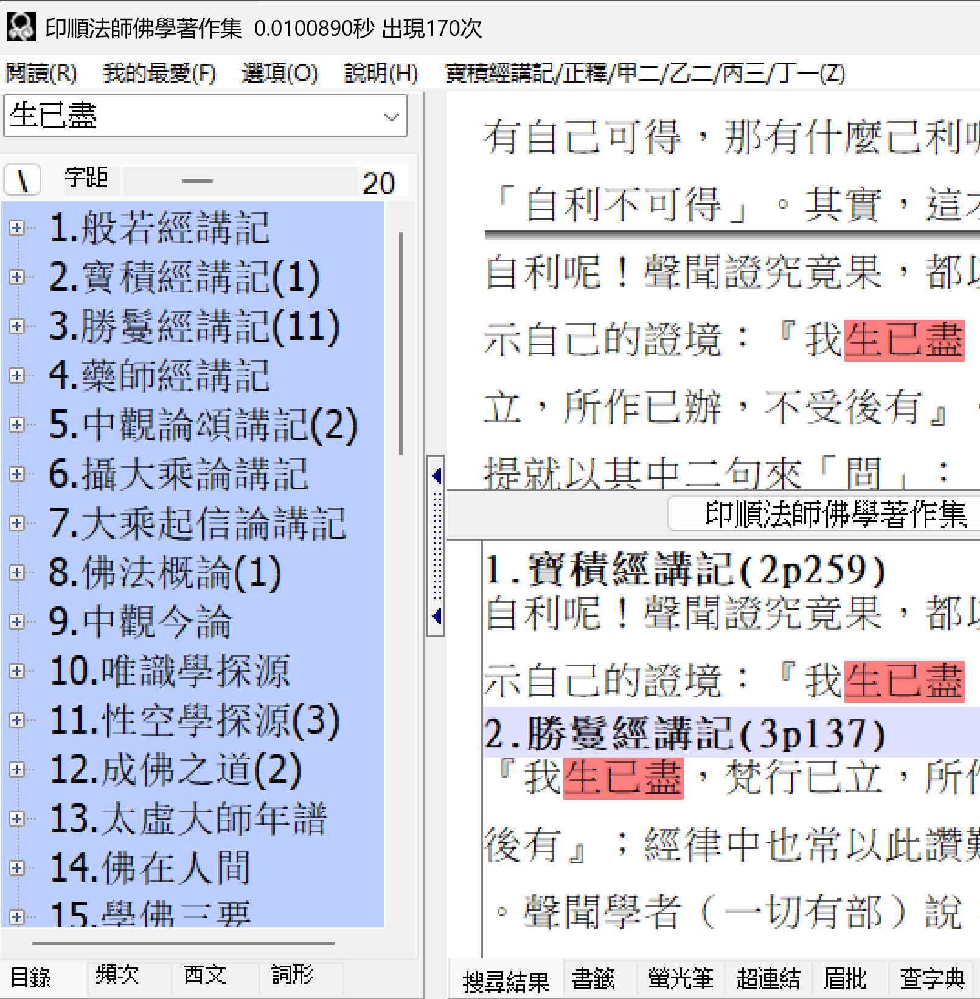 印順法師佛學著作集 0.0100890秒 出現170次
閱讀(R) 我的最愛(F) 選項(O) 說明(H) 寶積經講記/正釋/甲二/乙二/丙三/丁一(Z)
生已盡
\ 字距 20
1.般若經講記
2.寶積經講記(1)
3.勝鬘經講記(11)
4.藥師經講記
5.中觀論頌講記(2)
6.攝大乘論講記
7.大乘起信論講記
8.佛法概論(1)
9.中觀今論
10.唯識學探源
11.性空學探源(3)
12.成佛之道(2)
13.太虛大師年譜
14.佛在人間
15.學佛三要
目錄 頻次 西文 詞形
有自己可得，那有什麼己利
「自利不可得」。其實，這
自利呢！聲聞證究竟果，都
示自己的證境：『我生已盡
立，所作已辦，不受後有』
提就以其中二句來「問」：
印順法師佛學著作集
1.寶積經講記(2p259)
自利呢！聲聞證究竟果，都
示自己的證境：『我生已盡
2.勝鬘經講記(3p137)
『我生已盡，梵行已立，所
後有』；經律中也常以此讚
。聲聞學者（一切有部）說
搜尋結果 書籤 螢光筆 超連結 眉批 查字典